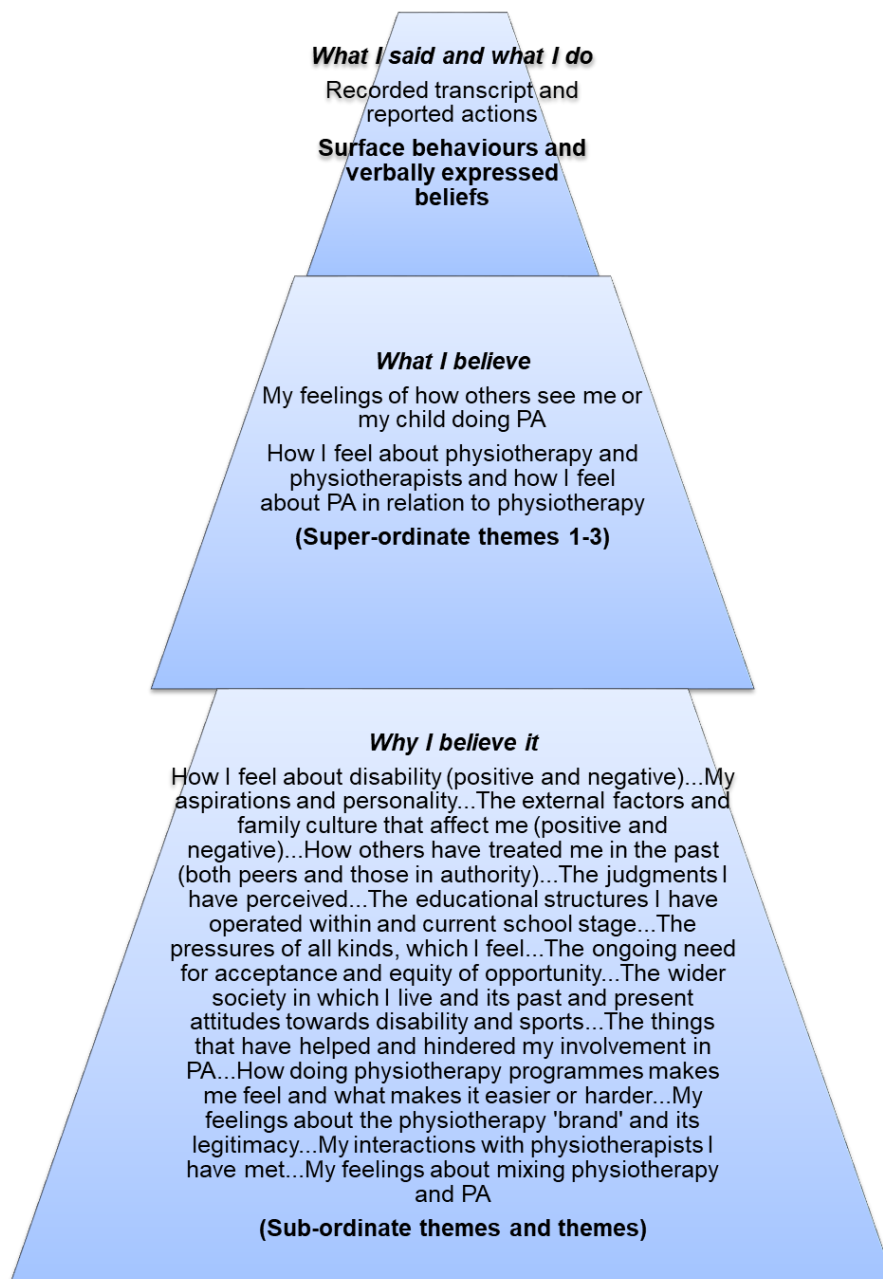 What I said and what I do
Recorded transcript and
reported actions
Surface behaviours and
verbally expressed
beliefs
What I believe
My feelings of how others see me or
my child doing PA
How I feel about physiotherapy and
physiotherapists and how I feel
about PA in relation to physiotherapy
(Super-ordinate themes 1-3)
Why I believe it
How I feel about disability (positive and negative)...My
aspirations and personality...The external factors and
family culture that affect me (positive and
negative)...How others have treated me in the past
(both peers and those in authority)...The judgments I
have perceived...The educational structures I have
operated within and current school stage...The
pressures of all kinds, which I feel...The ongoing need
for acceptance and equity of opportunity...The wider
society in which I live and its past and present
attitudes towards disability and sports...The things
that have helped and hindered my involvement in
PA...How doing physiotherapy programmes makes
me feel and what makes it easier or harder...My
feelings about the physiotherapy 'brand' and its
legitimacy...My interactions with physiotherapists I
have met...My feelings about mixing physiotherapy
and PA
(Sub-ordinate themes and themes)